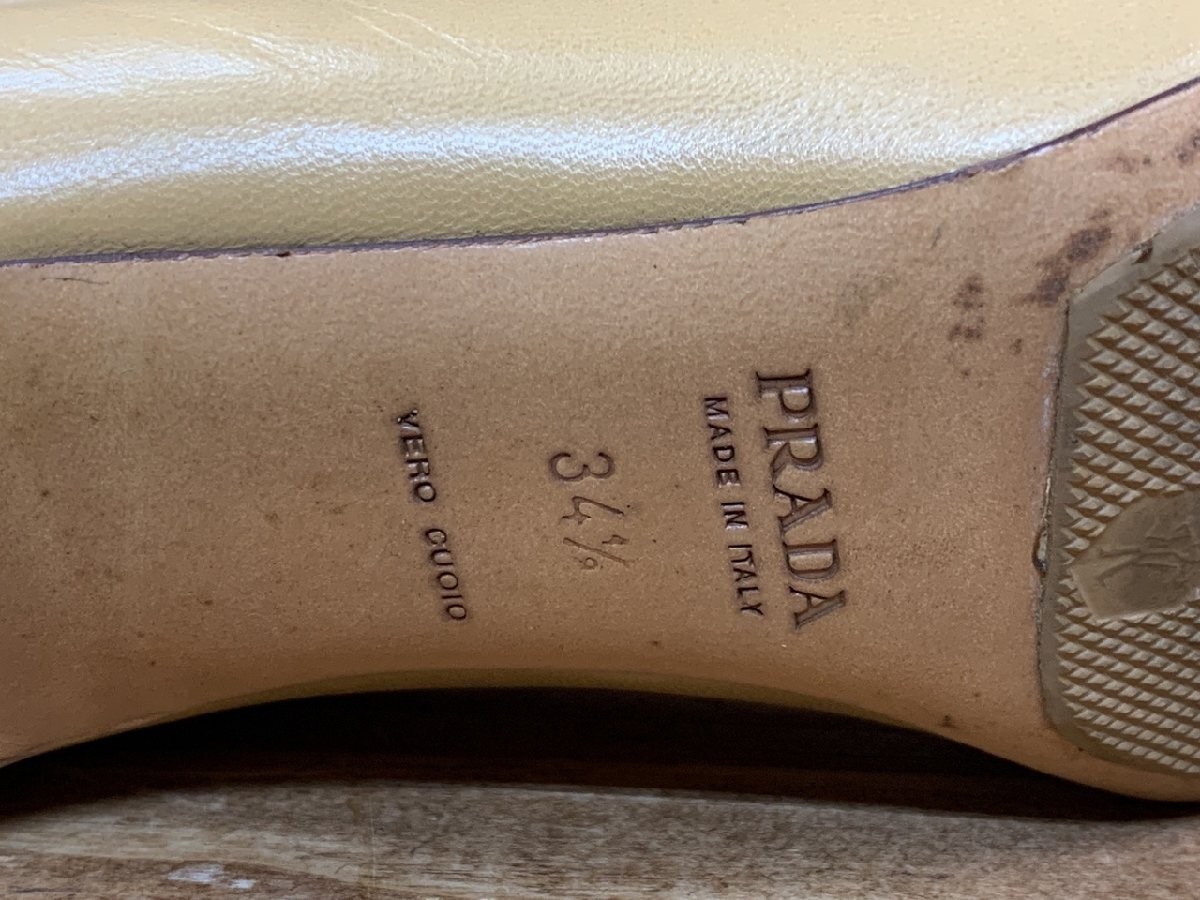 PRADA
MADE IN ITALY
34½
VERO CUOIO